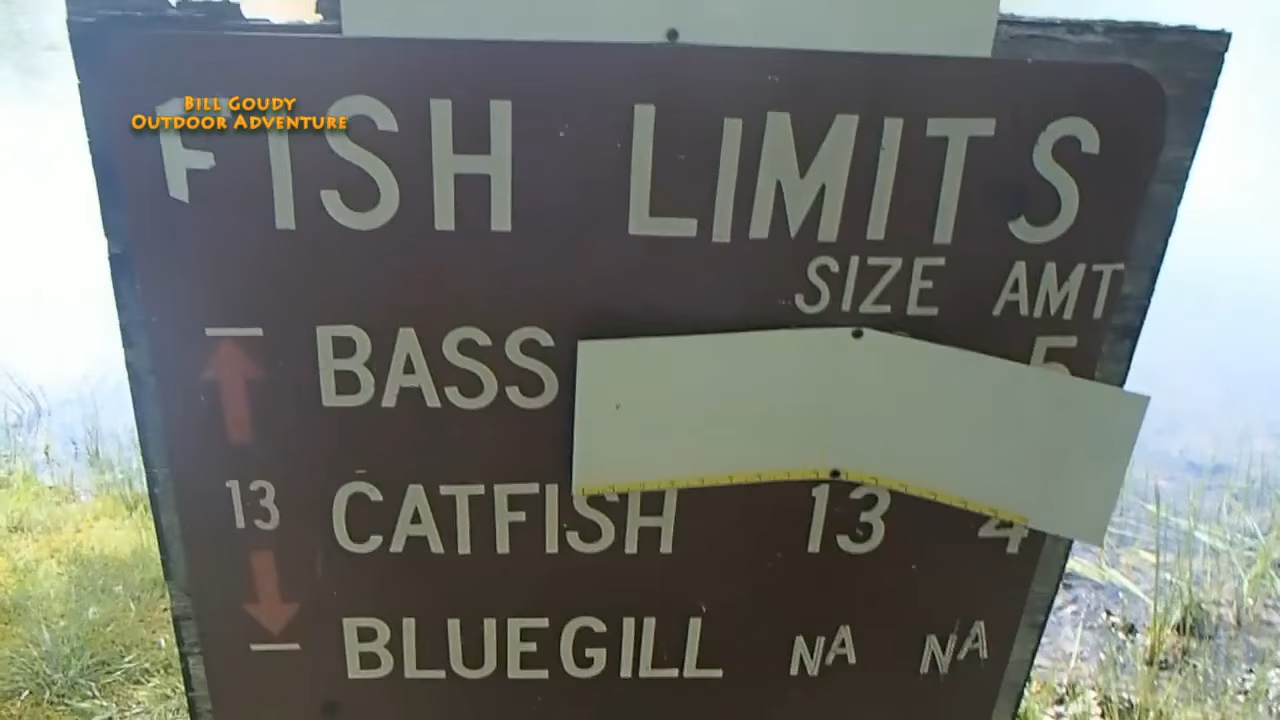 BILL GOUDY
OUTDOOR ADVENTURE
FISH LIMITS
SIZE AMT
BASS 5
13 CATFISH 13 4
BLUEGILL NA NA